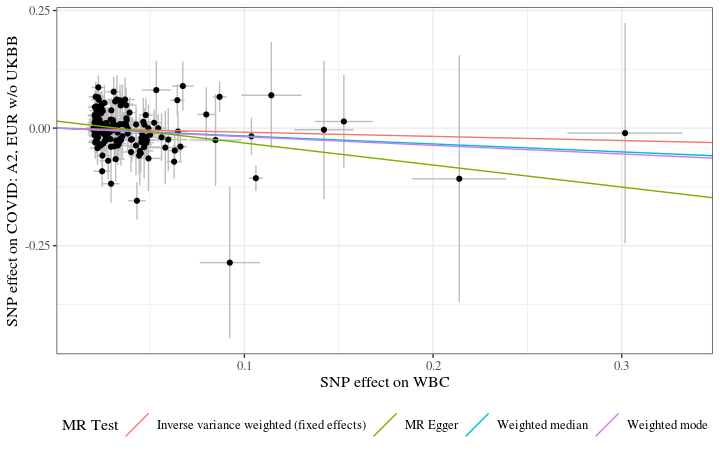 0.25
0.00
-0.25
SNP effect on COVID: A2, EUR w/o UKBB
0.1 0.2 0.3
SNP effect on WBC
MR Test Inverse variance weighted (fixed effects) MR Egger Weighted median Weighted mode